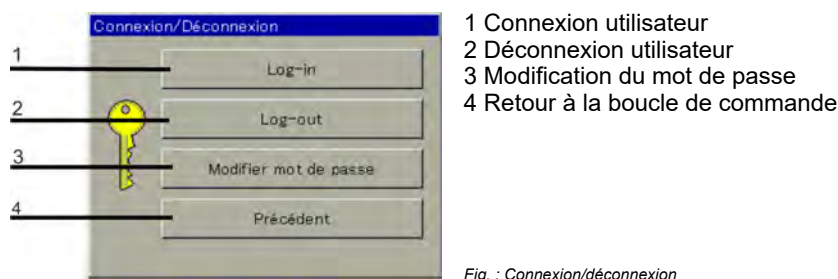 Connexion/Déconnexion
1
Log-in
2
Log-out
3
Modifier mot de passe
4
Précédent
1 Connexion utilisateur
2 Déconnexion utilisateur
3 Modification du mot de passe
4 Retour à la boucle de commande
Fig. : Connexion/déconnexion